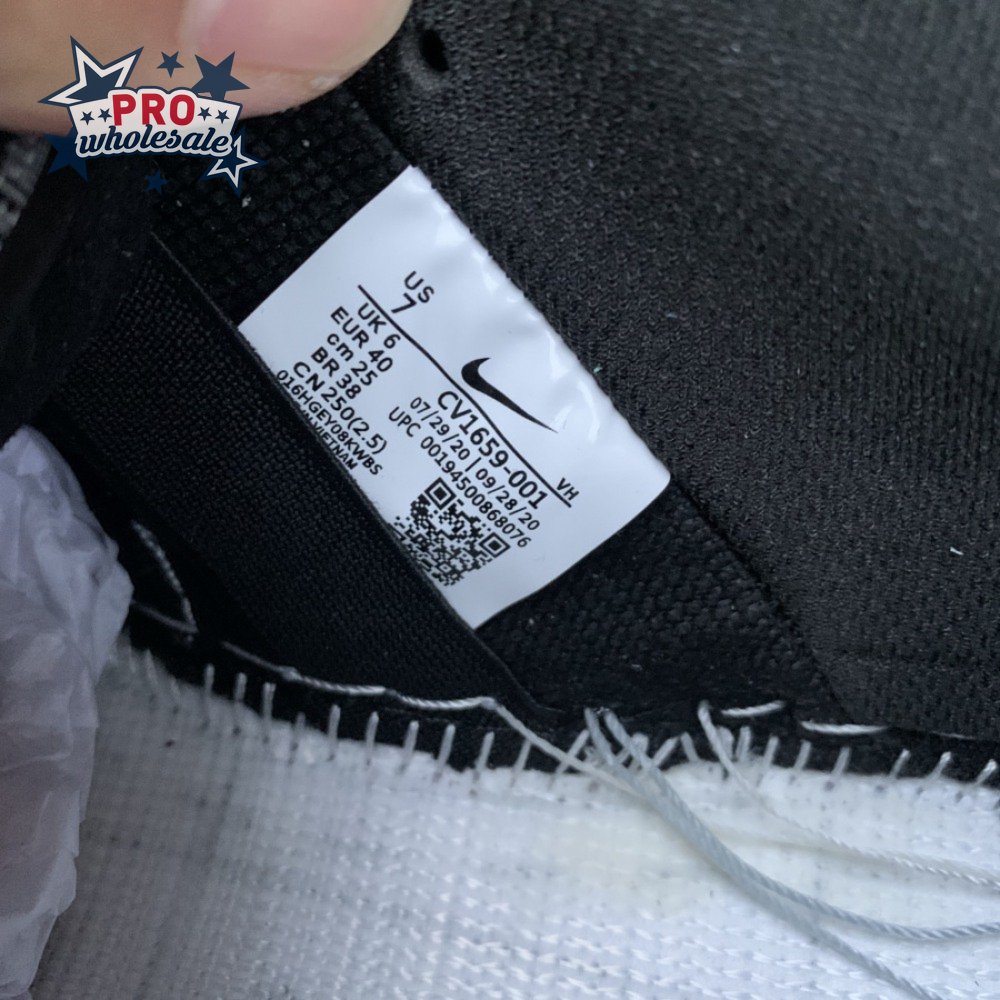 PRO
wholesale
US
7
UK 6
EUR 40
cm 25
BR 38
CN 250(2.5)
016HGEY08KWBS
VIETNAM
CV1659-001
VH
07/29/20 | 09/28/20
UPC 00194500868076